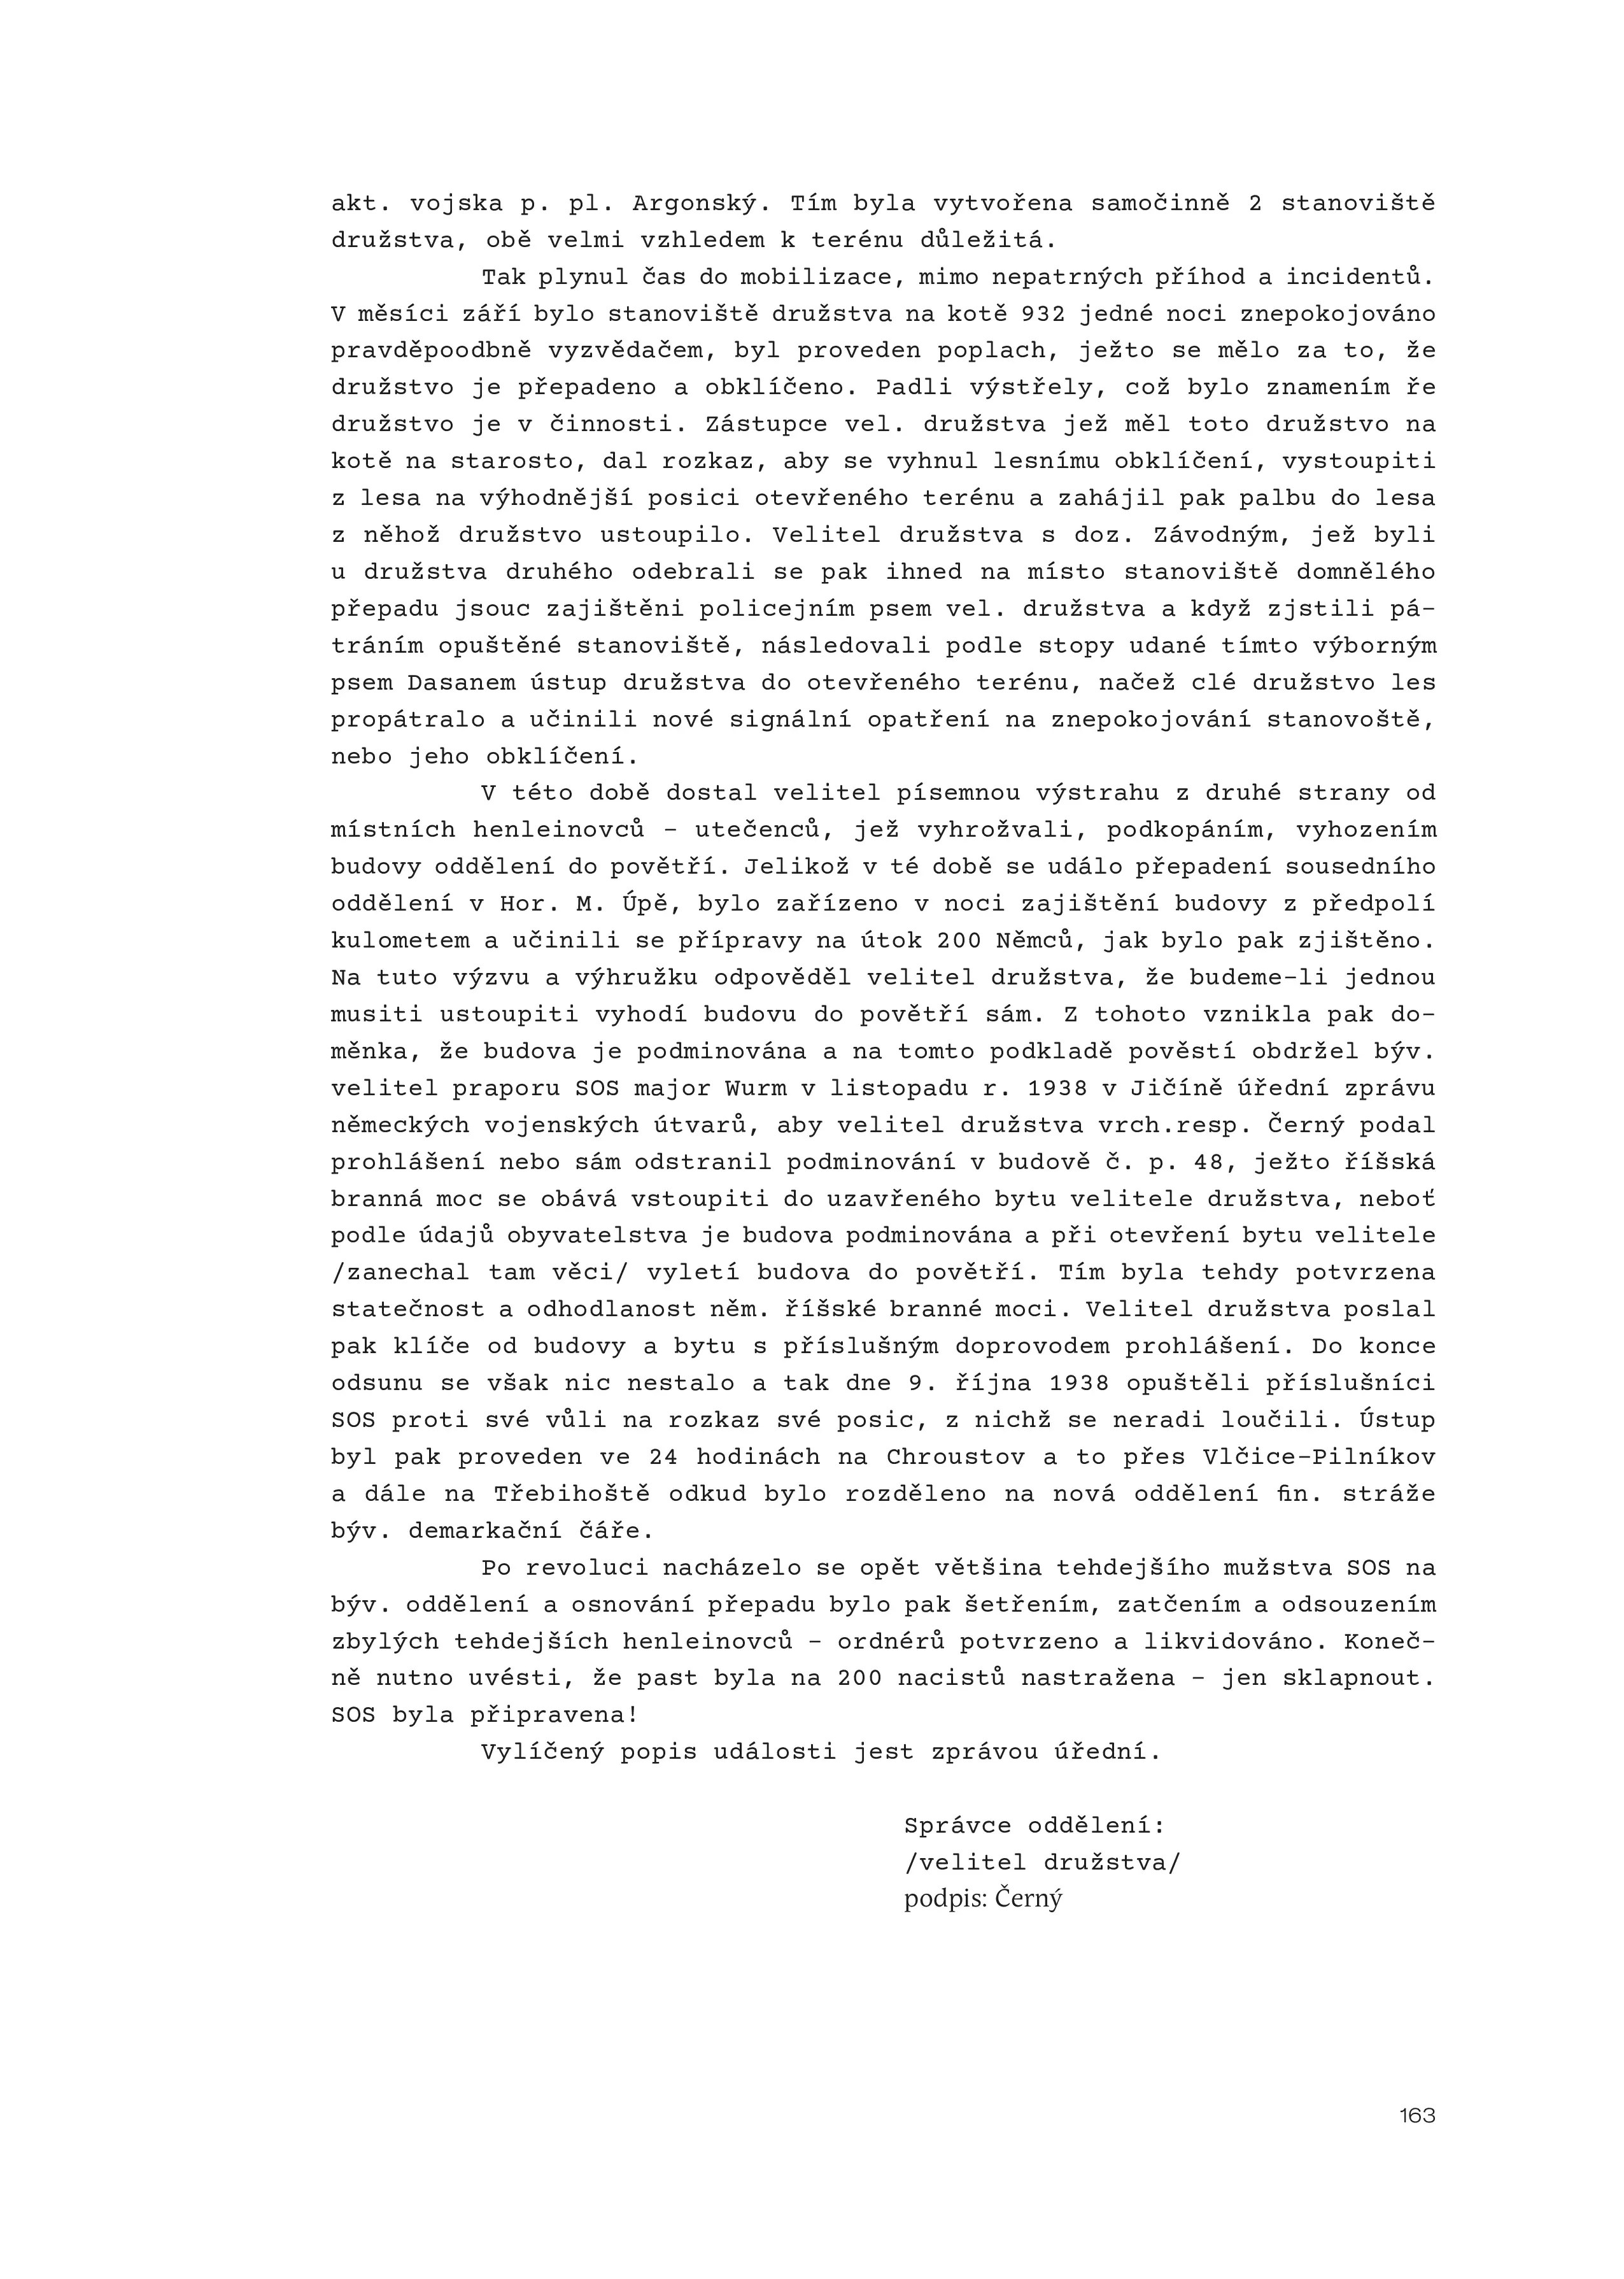 akt. vojska p. pl. Argonský. Tím byla vytvořena samočinně 2 stanoviště
družstva, obě velmi vzhledem k terénu důležitá.
Tak plynul čas do mobilizace, mimo nepatrných příhod a incidentů.
V měsíci září bylo stanoviště družstva na kotě 932 jedné noci znepokojováno
pravděpoodbně vyzvědačem, byl proveden poplach, ježto se mělo za to, že
družstvo je přepadeno a obklíčeno. Padli výstřely, což bylo znamením ře
družstvo je v činnosti. Zástupce vel. družstva jež měl toto družstvo na
kotě na starosto, dal rozkaz, aby se vyhnul lesnímu obklíčení, vystoupiti
z lesa na výhodnější posici otevřeného terénu a zahájil pak palbu do lesa
z něhož družstvo ustoupilo. Velitel družstva s doz. Závodným, jež byli
u družstva druhého odebrali se pak ihned na místo stanoviště domnělého
přepadu jsouc zajištěni policejním psem vel. družstva a když zjstili pá-
tráním opuštěné stanoviště, následovali podle stopy udané tímto výborným
psem Dasanem ústup družstva do otevřeného terénu, načež clé družstvo les
propátralo a učinili nové signální opatření na znepokojování stanovoště,
nebo jeho obklíčení.
V této době dostal velitel písemnou výstrahu z druhé strany od
místních henleinovců – utečenců, jež vyhrožvali, podkopáním, vyhozením
budovy oddělení do povětří. Jelikož v té době se událo přepadení sousedního
oddělení v Hor. M. Úpě, bylo zařízeno v noci zajištění budovy z předpolí
kulometem a učinili se přípravy na útok 200 Němců, jak bylo pak zjištěno.
Na tuto výzvu a výhružku odpověděl velitel družstva, že budeme-li jednou
musiti ustoupiti vyhodí budovu do povětří sám. Z tohoto vznikla pak do-
měnka, že budova je podminována a na tomto podkladě pověstí obdržel býv.
velitel praporu SOS major Wurm v listopadu r. 1938 v Jičíně úřední zprávu
německých vojenských útvarů, aby velitel družstva vrch.resp. Černý podal
prohlášení nebo sám odstranil podminování v budově č. p. 48, ježto říšská
branná moc se obává vstoupiti do uzavřeného bytu velitele družstva, neboť
podle údajů obyvatelstva je budova podminována a při otevření bytu velitele
/zanechal tam věci/ vyletí budova do povětří. Tím byla tehdy potvrzena
statečnost a odhodlanost něm. říšské branné moci. Velitel družstva poslal
pak klíče od budovy a bytu s příslušným doprovodem prohlášení. Do konce
odsunu se však nic nestalo a tak dne 9. října 1938 opuštěli příslušníci
SOS proti své vůli na rozkaz své posic, z nichž se neradi loučili. Ústup
byl pak proveden ve 24 hodinách na Chroustov a to přes Vlčice-Pilníkov
a dále na Třebihoště odkud bylo rozděleno na nová oddělení fin. stráže
býv. demarkační čáře.
Po revoluci nacházelo se opět většina tehdejšího mužstva SOS na
býv. oddělení a osnování přepadu bylo pak šetřením, zatčením a odsouzením
zbylých tehdejších henleinovců – ordnérů potvrzeno a likvidováno. Koneč-
ně nutno uvésti, že past byla na 200 nacistů nastražena – jen sklapnout.
SOS byla připravena!
Vylíčený popis události jest zprávou úřední.
Správce oddělení:
/velitel družstva/
podpis: Černý
163